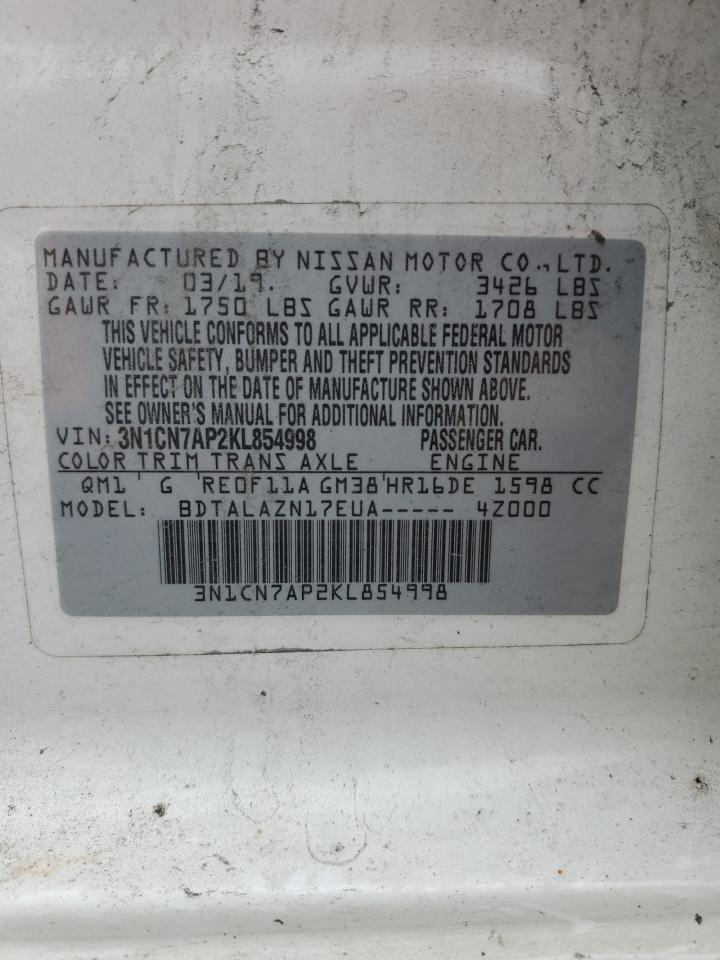 MANUFACTURED BY NISSAN MOTOR CO., LTD.
DATE: 03/19. GVWR: 3426 LBS
GAWR FR: 1750 LBS GAWR RR: 1708 LBS
THIS VEHICLE CONFORMS TO ALL APPLICABLE FEDERAL MOTOR
VEHICLE SAFETY, BUMPER AND THEFT PREVENTION STANDARDS
IN EFFECT ON THE DATE OF MANUFACTURE SHOWN ABOVE.
SEE OWNER'S MANUAL FOR ADDITIONAL INFORMATION.
VIN: 3N1CN7AP2KL854998 PASSENGER CAR.
COLOR TRIM TRANS AXLE ENGINE
QM1 G RE0F11A GM38 HR16DE 1598 CC
MODEL: BDTALAZN17EUA----- 4Z000
3N1CN7AP2KL854998